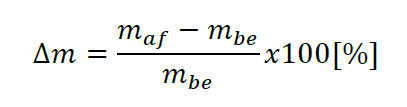 Δm = (m_af − m_be) / m_be x100[%]